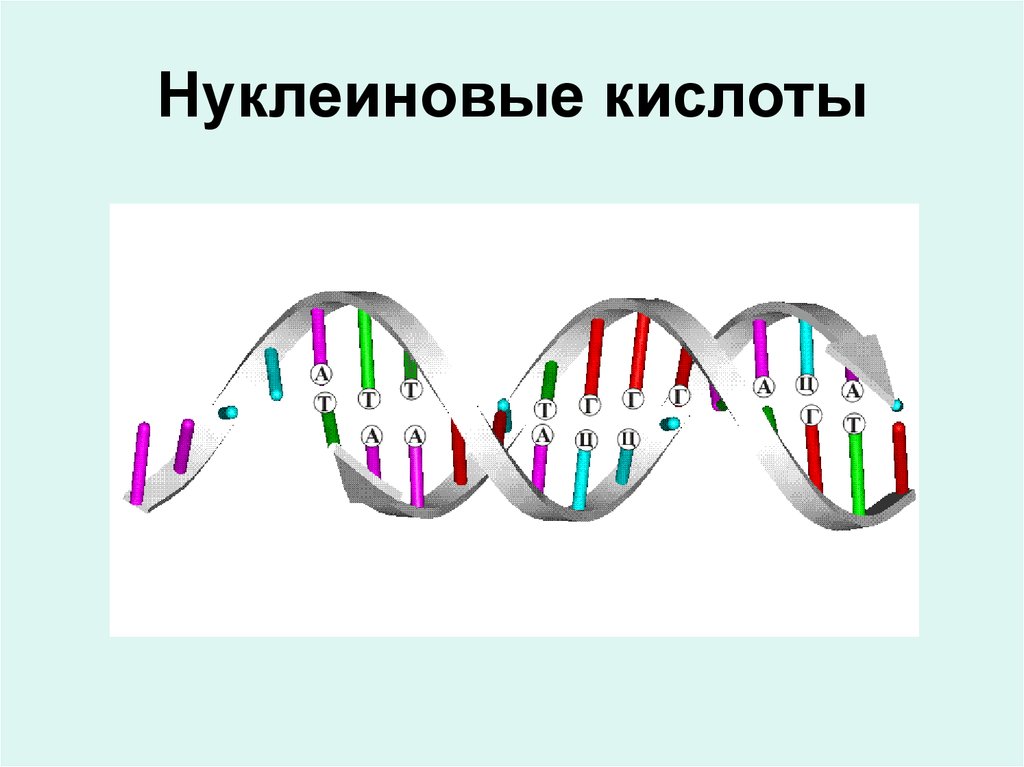 Нуклеиновые кислоты
А Т Т Т Г Г Г А Ц А
Т А А А Ц Ц Г Т